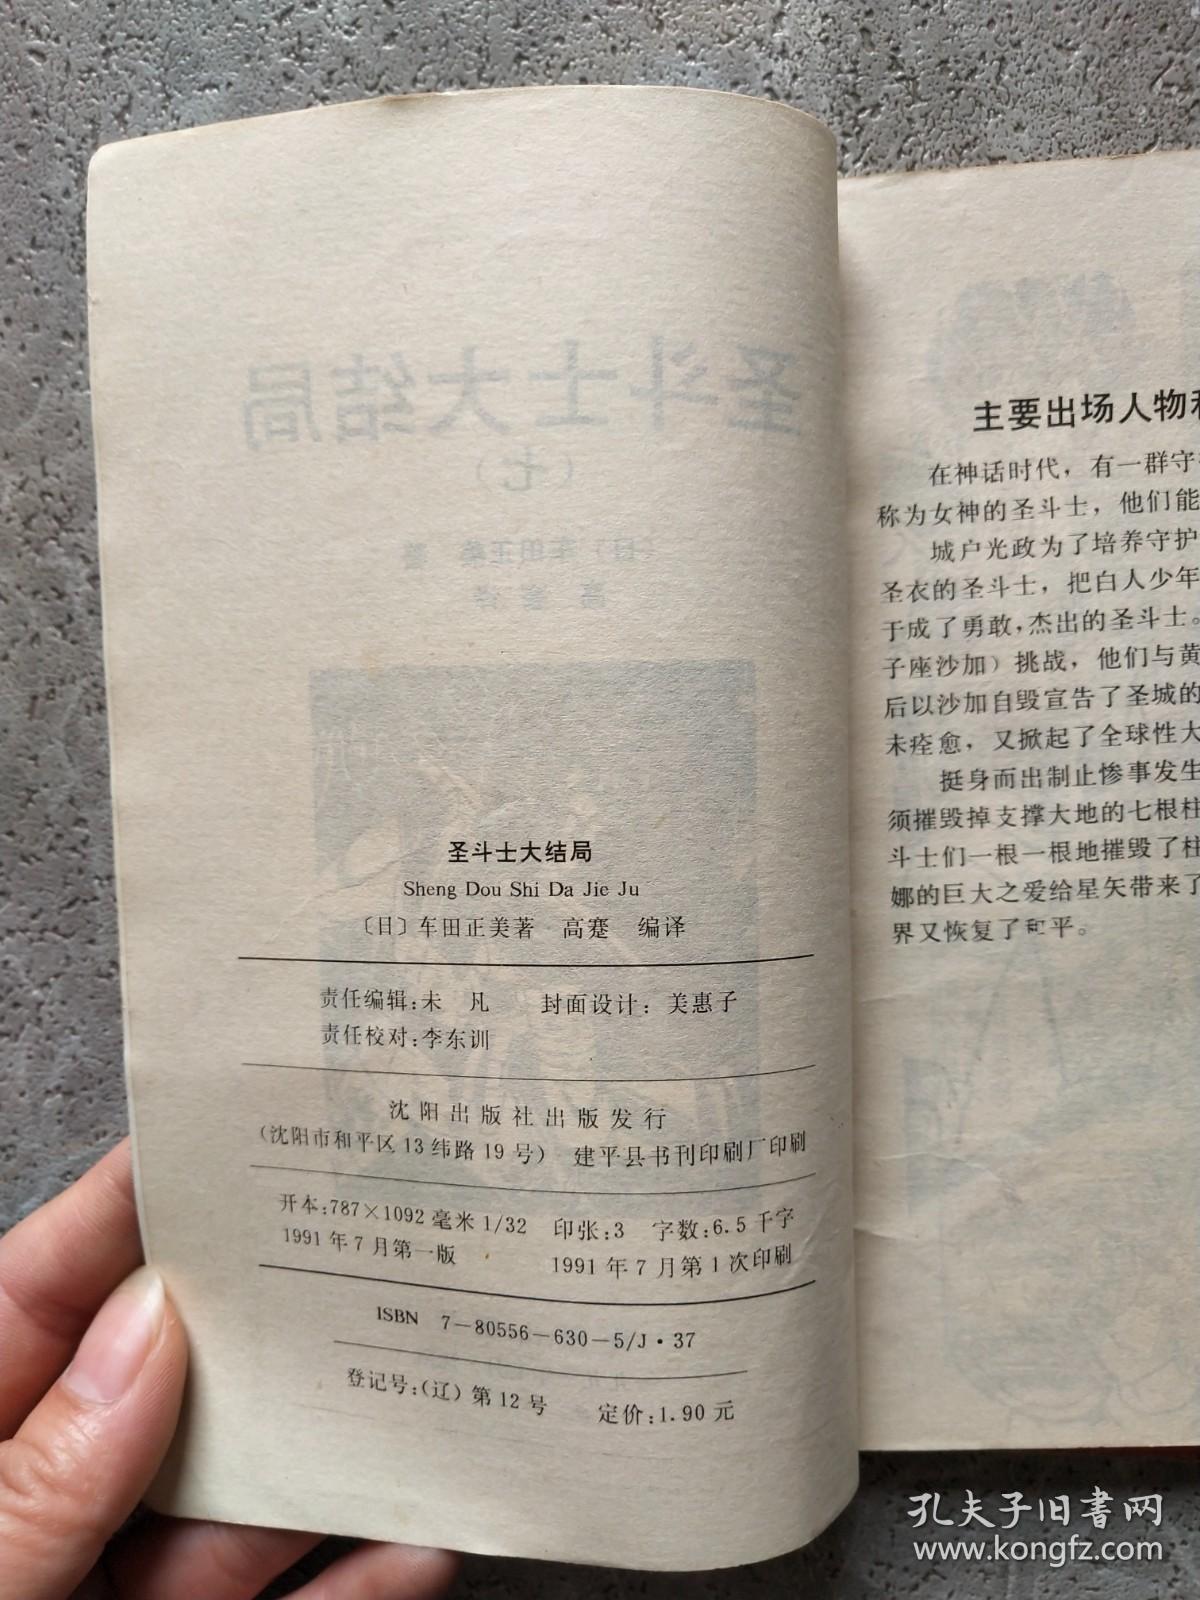 圣斗士大结局
（七）
圣斗士大结局
Sheng Dou Shi Da Jie Ju
〔日〕车田正美著 高蹇 编译
责任编辑：未 凡 封面设计：美惠子
责任校对：李东训
沈阳出版社出版发行
（沈阳市和平区13纬路19号） 建平县书刊印刷厂印刷
开本：787×1092毫米1/32 印张：3 字数：6.5千字
1991年7月第一版 1991年7月第1次印刷
ISBN 7－80556－630－5/J·37
登记号：（辽）第12号 定价：1.90元
主要出场人物
在神话时代，有一群守
称为女神的圣斗士，他们能
城户光政为了培养守护
圣衣的圣斗士，把白人少年
于成了勇敢，杰出的圣斗士。
子座沙加）挑战，他们与黄
后以沙加自毁宣告了圣城的
未痊愈，又掀起了全球性大
挺身而出制止惨事发生
须摧毁掉支撑大地的七根柱
斗士们一根一根地摧毁了柱
娜的巨大之爱给星矢带来了
界又恢复了和平。
孔夫子旧书网
www.kongfz.com